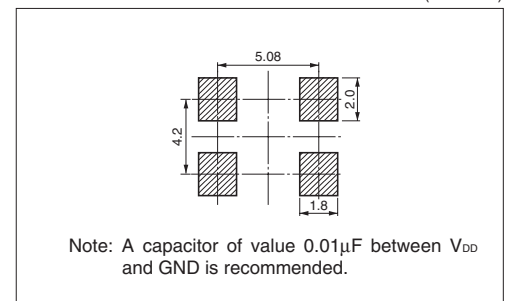 5.08
2.0
4.2
1.8
Note: A capacitor of value 0.01µF between VDD
and GND is recommended.